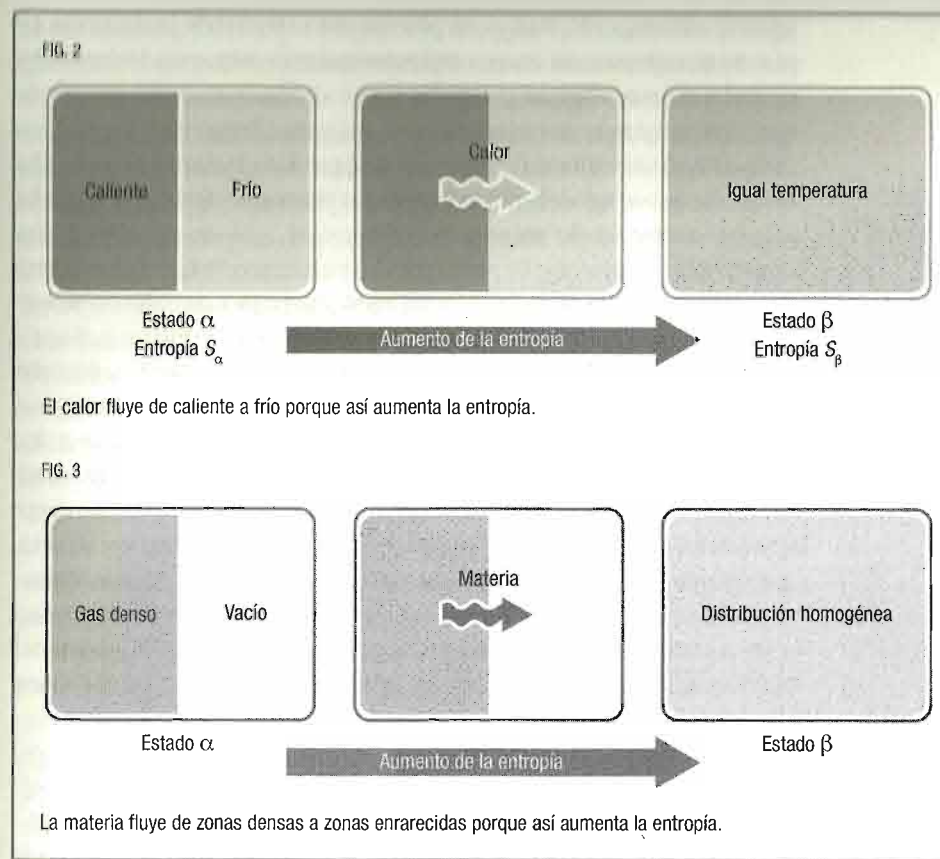 FIG. 2
Caliente
Frío
Calor
Igual temperatura
Estado α
Entropía Sα
Aumento de la entropía
Estado β
Entropía Sβ
El calor fluye de caliente a frío porque así aumenta la entropía.
FIG. 3
Gas denso
Vacío
Materia
Distribución homogénea
Estado α
Aumento de la entropía
Estado β
La materia fluye de zonas densas a zonas enrarecidas porque así aumenta la entropía.